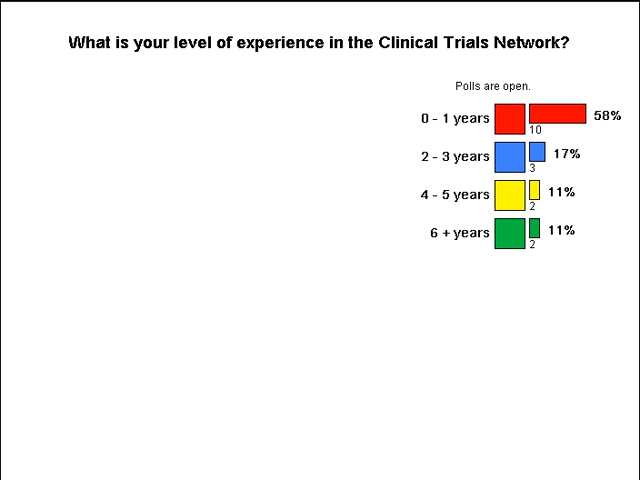 What is your level of experience in the Clinical Trials Network?
Polls are open.
0 - 1 years 58%
10
2 - 3 years 17%
3
4 - 5 years 11%
2
6 + years 11%
2